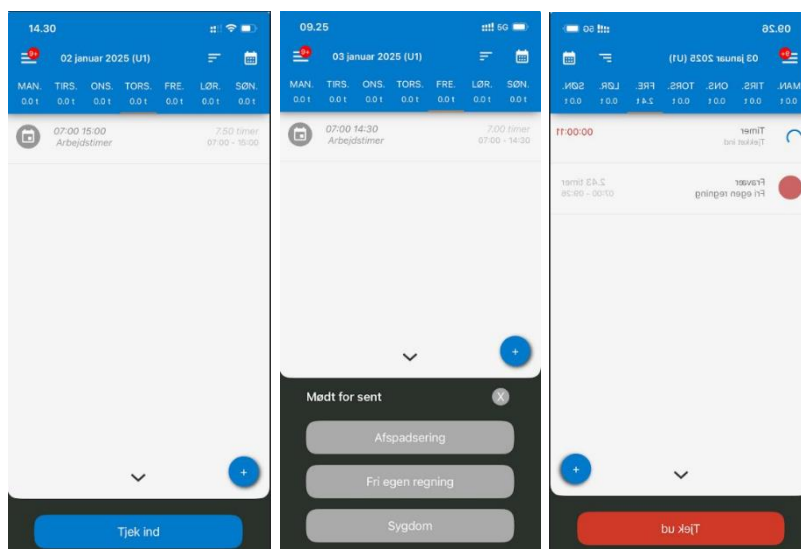 14.30
9+ 02 januar 2025 (U1)
MAN. TIRS. ONS. TORS. FRE. LØR. SØN.
0.0 t 0.0 t 0.0 t 0.0 t 0.0 t 0.0 t 0.0 t
07:00 15:00 7.50 timer
Arbejdstimer 07:00 - 15:00
+
Tjek ind
09.25 5G
9+ 03 januar 2025 (U1)
MAN. TIRS. ONS. TORS. FRE. LØR. SØN.
0.0 t 0.0 t 0.0 t 0.0 t 0.0 t 0.0 t 0.0 t
07:00 14:30 7.00 timer
Arbejdstimer 07:00 - 14:30
+
Mødt for sent X
Afspadsering
Fri egen regning
Sygdom
09.26 5G
9+ 03 januar 2025 (U1)
MAN. TIRS. ONS. TORS. FRE. LØR. SØN.
0.0 t 0.0 t 0.0 t 0.0 t 2.4 t 0.0 t 0.0 t
Timer 00:00:11
Tjekket ind
Fravær 2.43 timer
Fri egen regning 07:00 - 09:26
+
Tjek ud